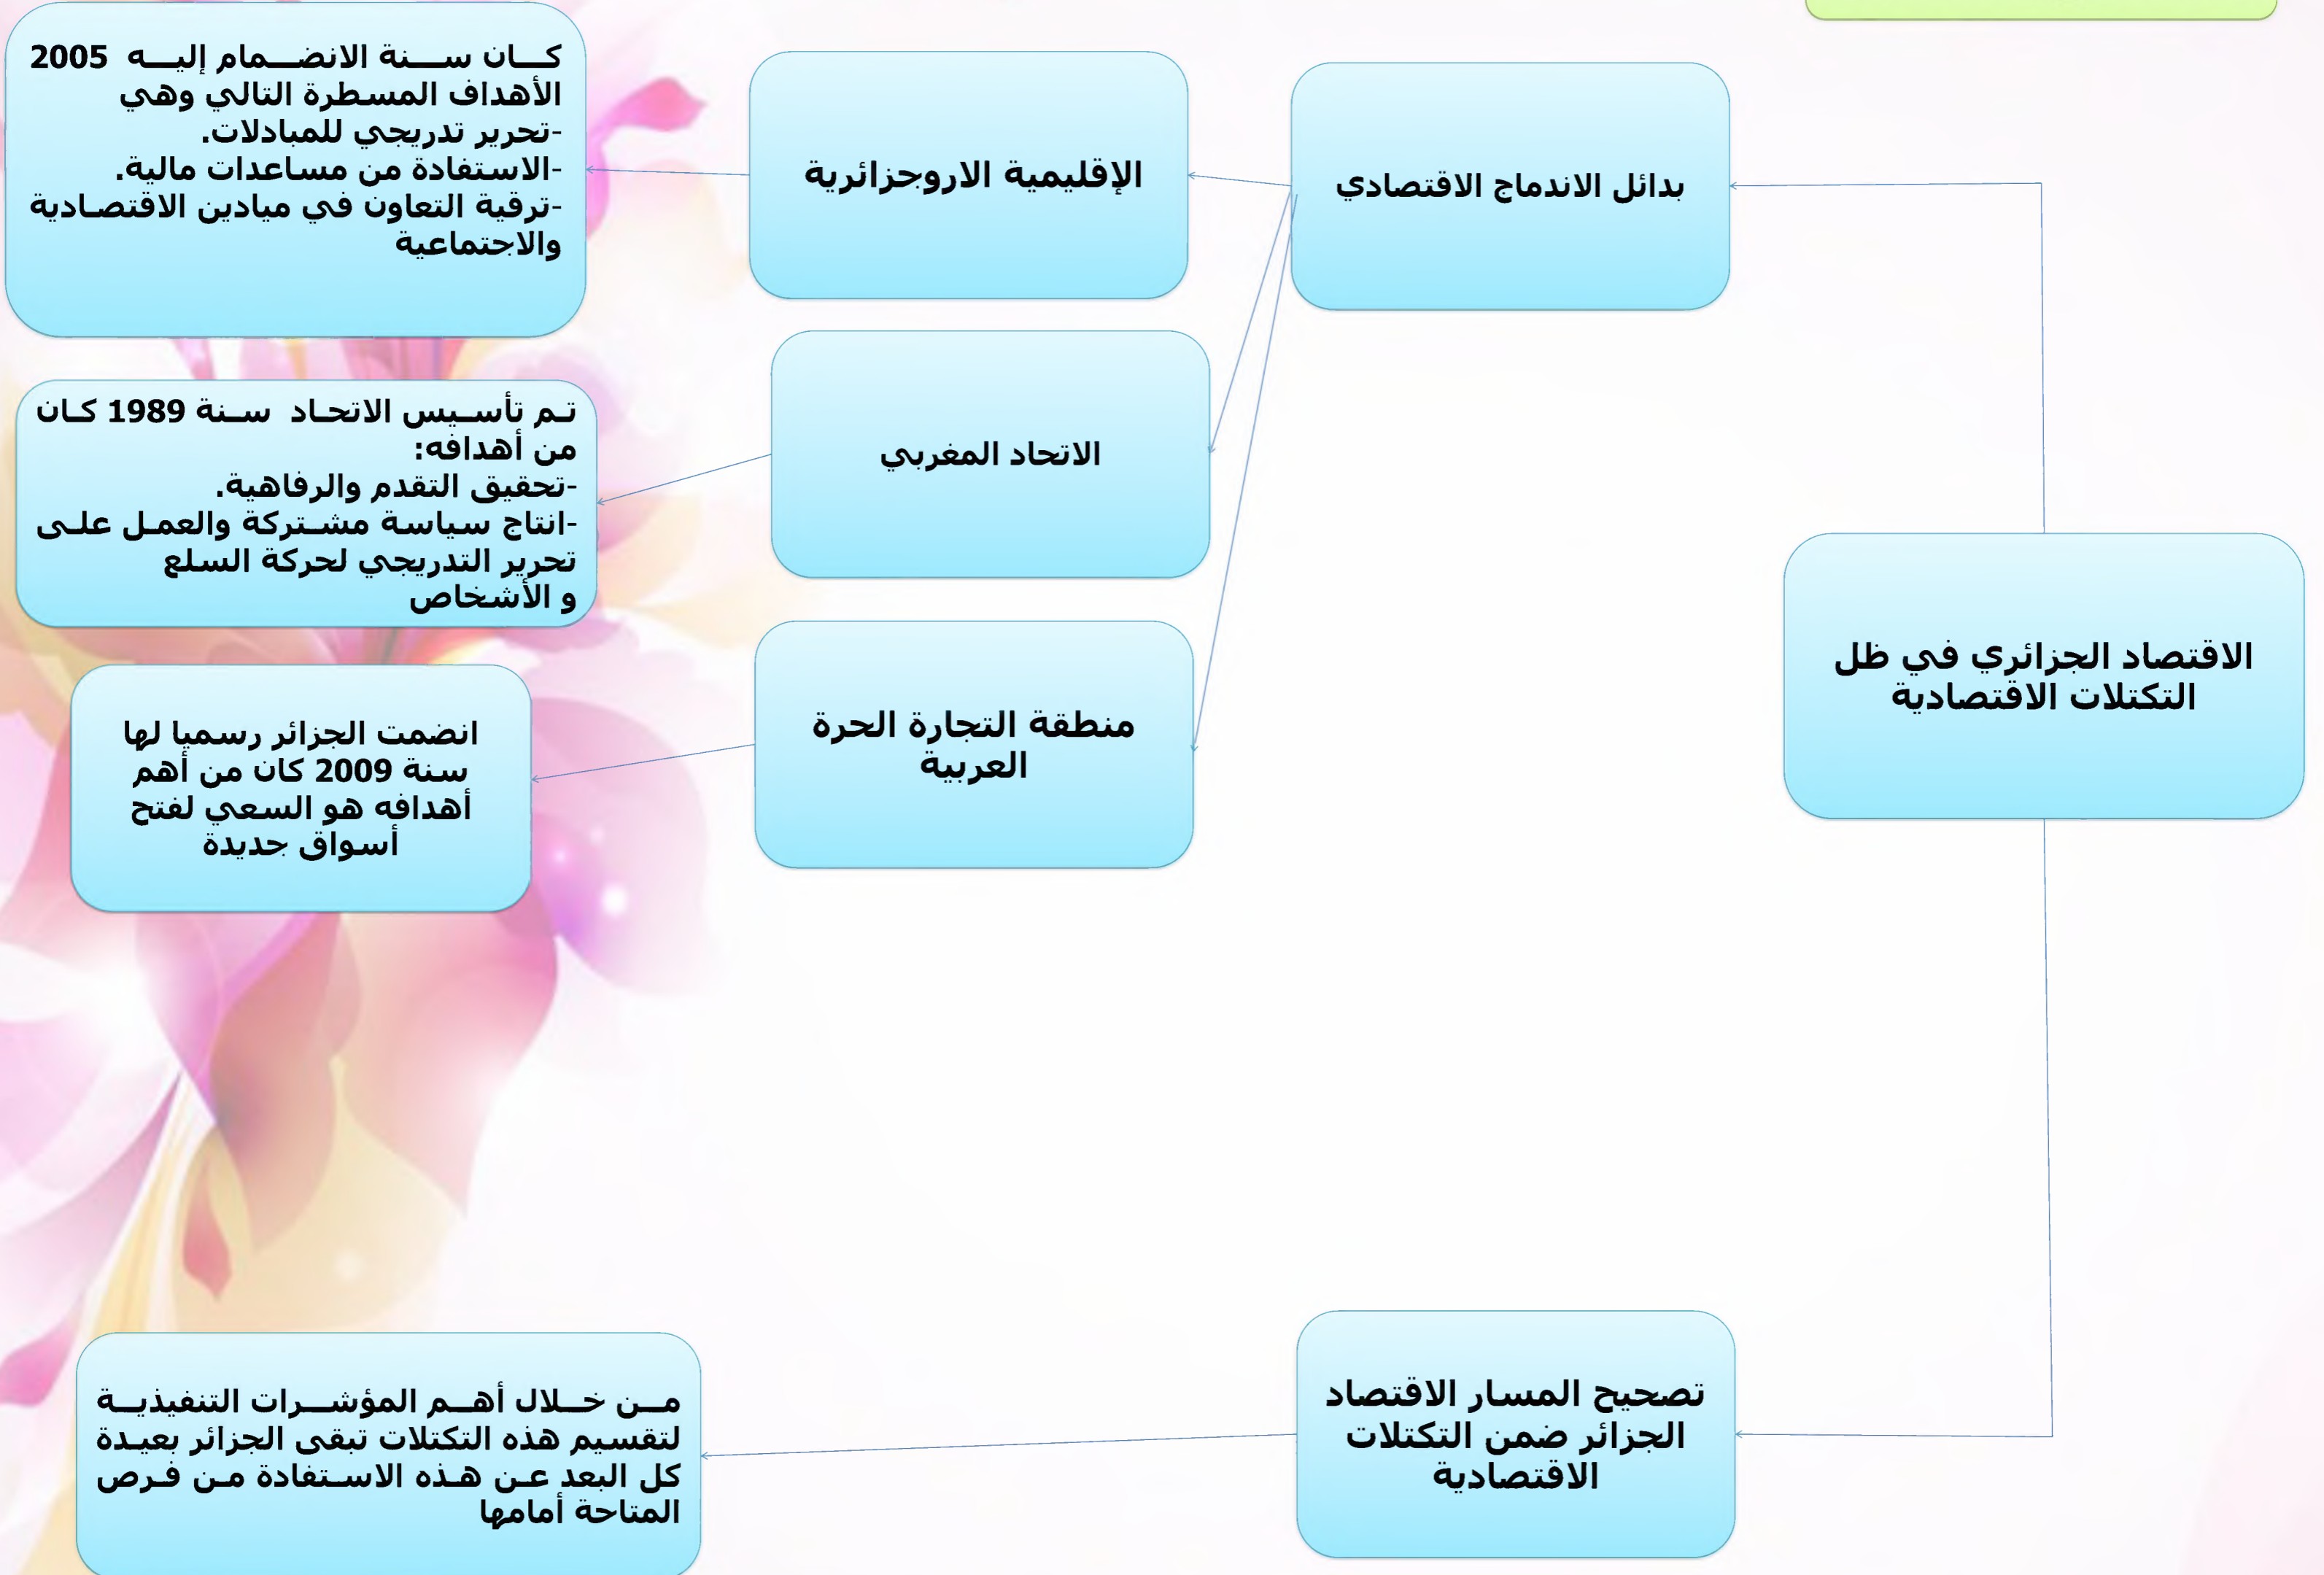 الاقتصاد الجزائري في ظل
التكتلات الاقتصادية
بدائل الاندماج الاقتصادي
الإقليمية الاروجزائرية
كان سنة الانضمام إليه 2005
الأهداف المسطرة التالي وهي
-تحرير تدريجي للمبادلات.
-الاستفادة من مساعدات مالية.
-ترقية التعاون في ميادين الاقتصادية
والاجتماعية
الاتحاد المغربي
تم تأسيس الاتحاد سنة 1989 كان
من أهدافه:
-تحقيق التقدم والرفاهية.
-انتاج سياسة مشتركة والعمل على
تحرير التدريجي لحركة السلع
و الأشخاص
منطقة التجارة الحرة
العربية
انضمت الجزائر رسميا لها
سنة 2009 كان من أهم
أهدافه هو السعي لفتح
أسواق جديدة
تصحيح المسار الاقتصاد
الجزائر ضمن التكتلات
الاقتصادية
من خلال أهم المؤشرات التنفيذية
لتقسيم هذه التكتلات تبقى الجزائر بعيدة
كل البعد عن هذه الاستفادة من فرص
المتاحة أمامها